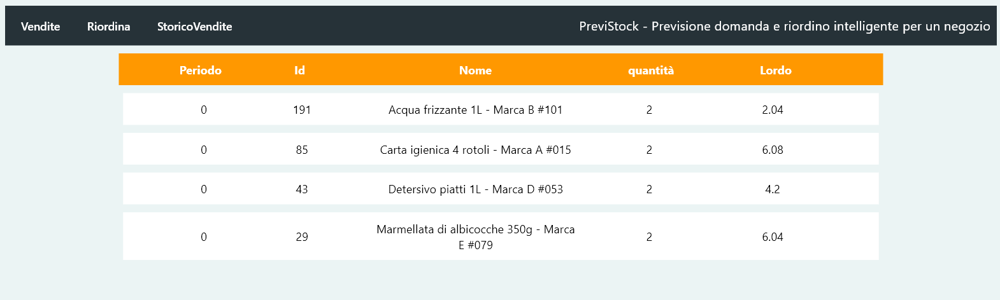 Vendite Riordina StoricoVendite PreviStock - Previsione domanda e riordino intelligente per un negozio
Periodo Id Nome quantità Lordo
0 191 Acqua frizzante 1L - Marca B #101 2 2.04
0 85 Carta igienica 4 rotoli - Marca A #015 2 6.08
0 43 Detersivo piatti 1L - Marca D #053 2 4.2
0 29 Marmellata di albicocche 350g - Marca
E #079 2 6.04